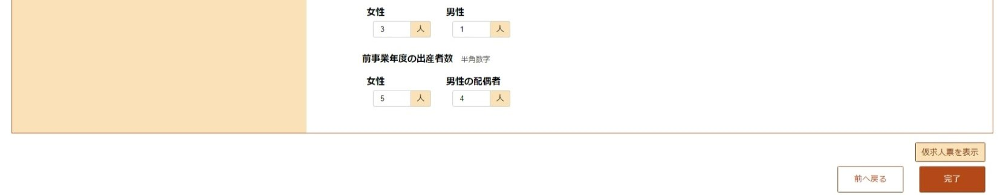 女性 男性
3 人 1 人
前事業年度の出産者数 半角数字
女性 男性の配偶者
5 人 4 人
仮求人票を表示
前へ戻る 完了